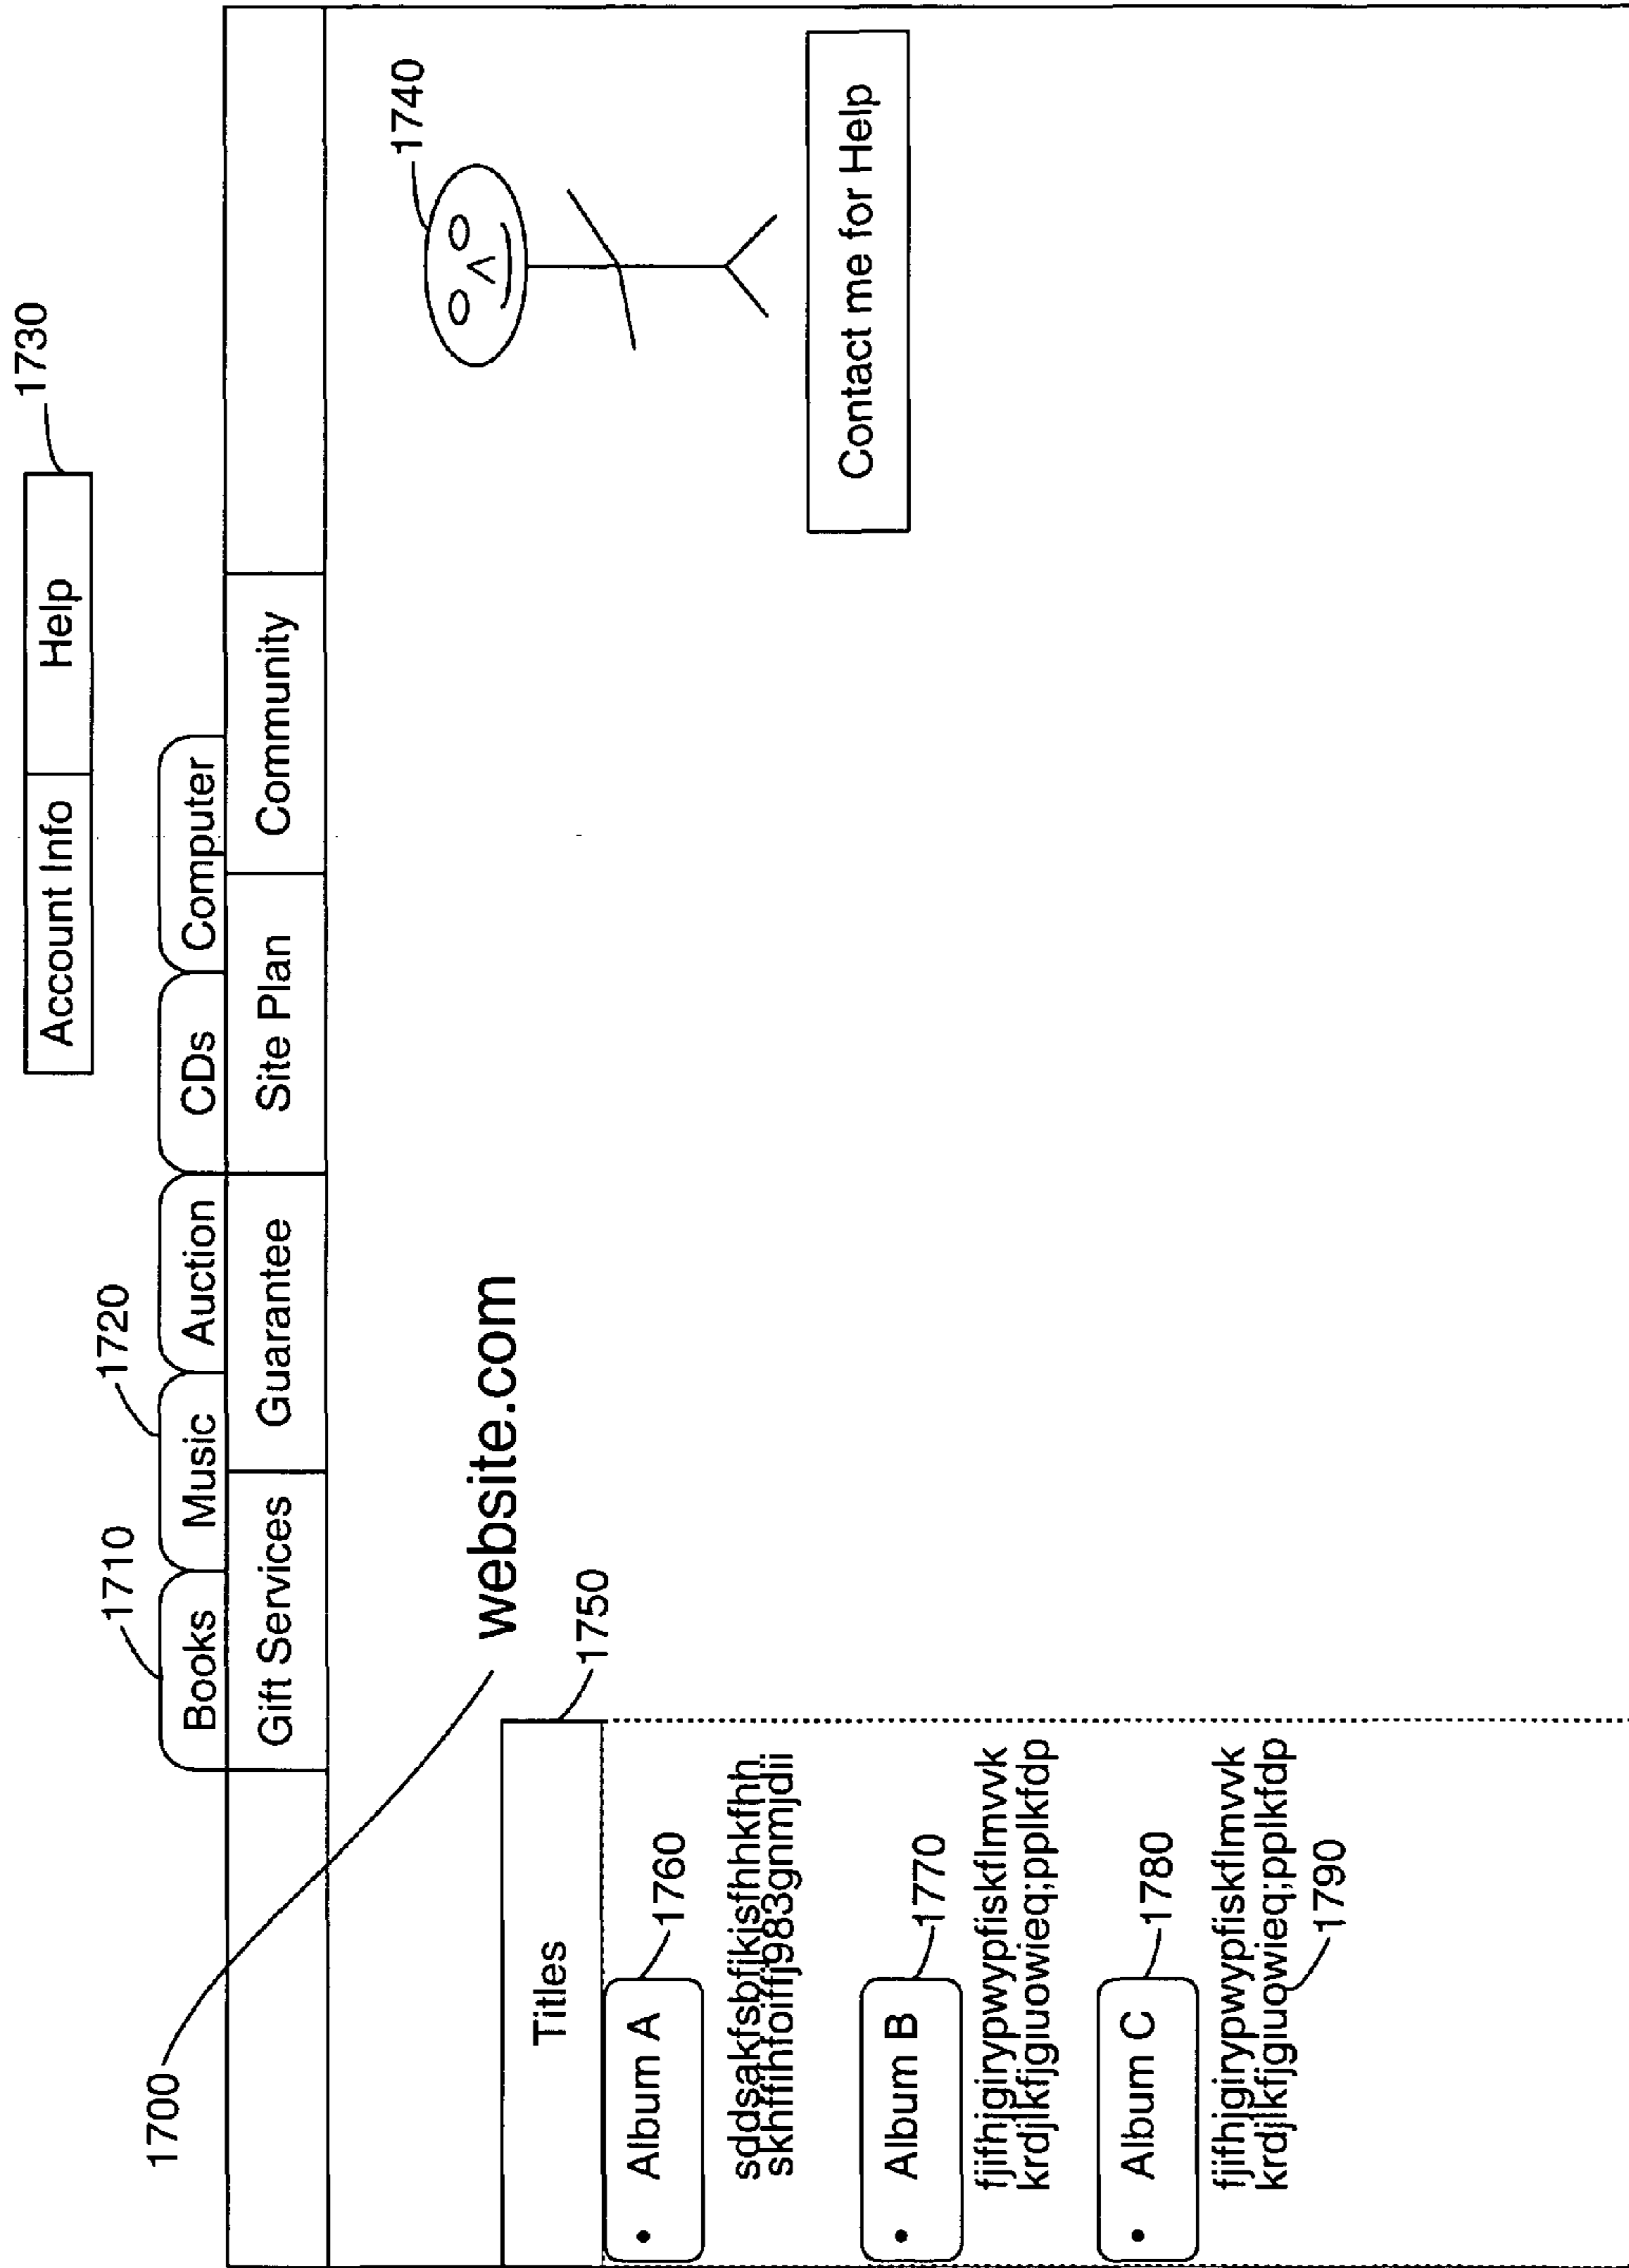 1730
Account Info Help
1710
1720
Books Music Auction CDs Computer
Gift Services Guarantee Site Plan Community
1700
1740
website.com
1750
Titles
• Album A
1760
sddsakfsbfjkjsfhhkfhh
skhffihfoiffj983gnmjdii
Contact me for Help
• Album B
1770
fjifhjgirypwypfiskflmvvk
krdjlkfjgiuowieq;pplkfdp
• Album C
1780
fjifhjgirypwypfiskflmvvk
krdjlkfjgiuowieq;pplkfdp
1790